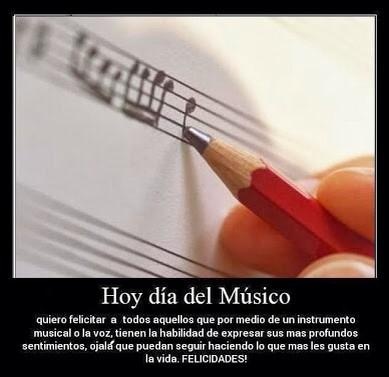 Hoy día del Músico
quiero felicitar a todos aquellos que por medio de un instrumento
musical o la voz, tienen la habilidad de expresar sus mas profundos
sentimientos, ojalá que puedan seguir haciendo lo que mas les gusta en
la vida. FELICIDADES!